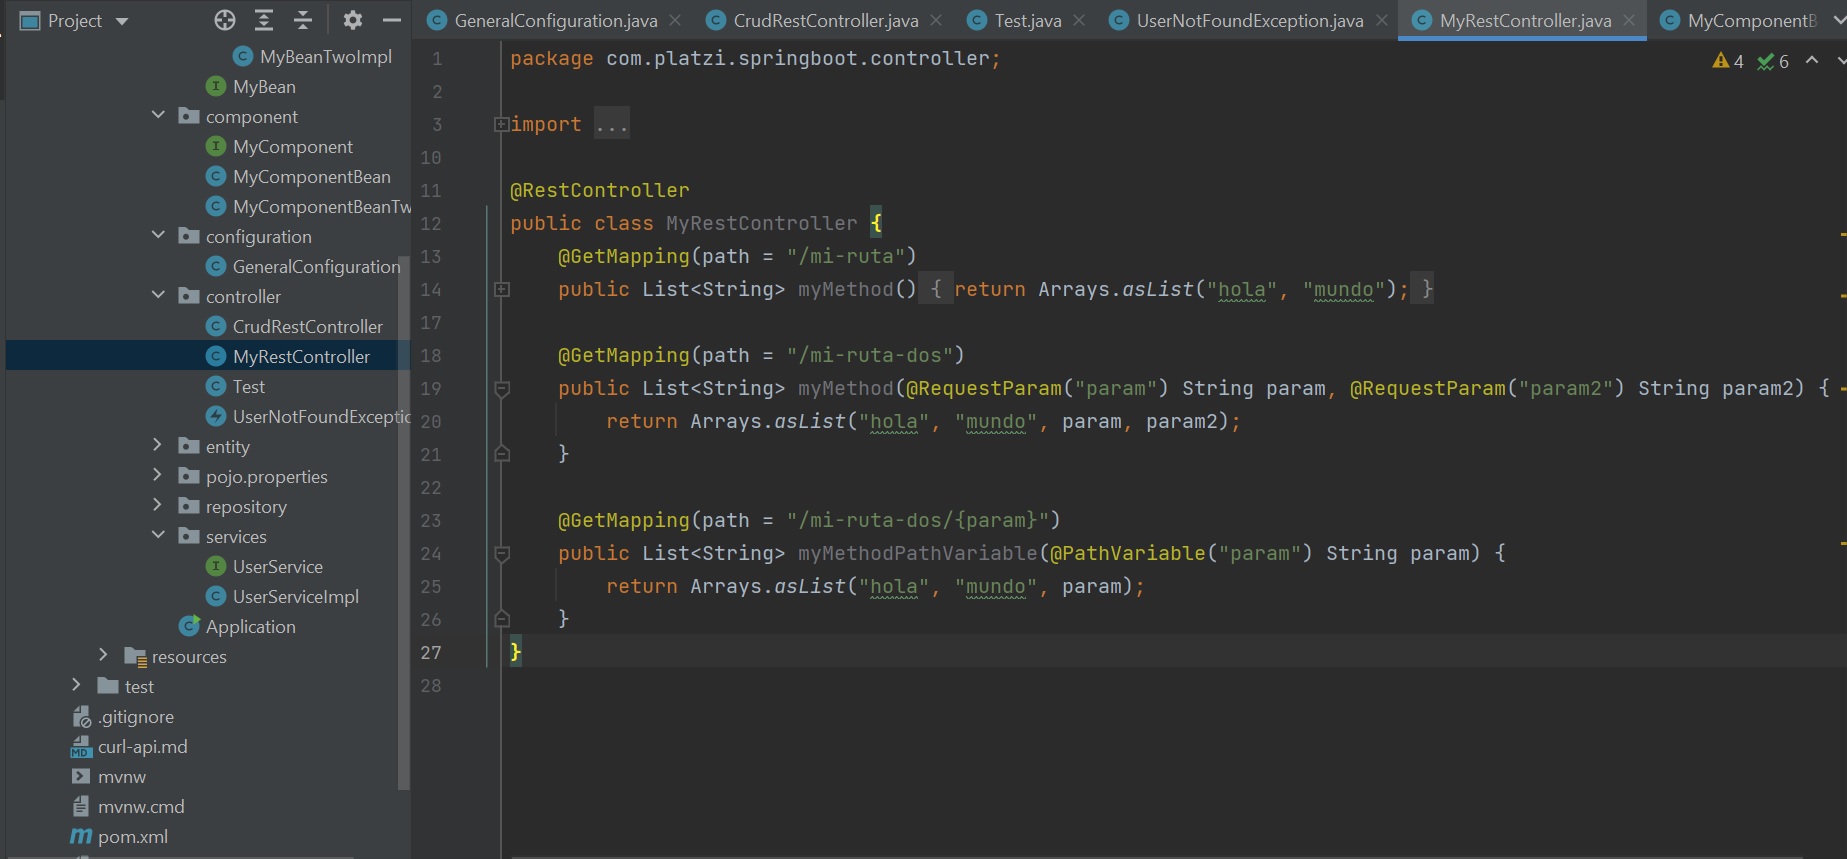 Project
GeneralConfiguration.java
CrudRestController.java
Test.java
UserNotFoundException.java
MyRestController.java
MyComponentB
MyBeanTwoImpl
MyBean
component
MyComponent
MyComponentBean
MyComponentBeanTw
configuration
GeneralConfiguration
controller
CrudRestController
MyRestController
Test
UserNotFoundExceptic
entity
pojo.properties
repository
services
UserService
UserServiceImpl
Application
resources
test
.gitignore
MD curl-api.md
mvnw
mvnw.cmd
m pom.xml
4 6
1 package com.platzi.springboot.controller;
2
3 import ...
10
11 @RestController
12 public class MyRestController {
13 @GetMapping(path = "/mi-ruta")
14 public List<String> myMethod() { return Arrays.asList("hola", "mundo"); }
17
18 @GetMapping(path = "/mi-ruta-dos")
19 public List<String> myMethod(@RequestParam("param") String param, @RequestParam("param2") String param2) {
20 return Arrays.asList("hola", "mundo", param, param2);
21 }
22
23 @GetMapping(path = "/mi-ruta-dos/{param}")
24 public List<String> myMethodPathVariable(@PathVariable("param") String param) {
25 return Arrays.asList("hola", "mundo", param);
26 }
27 }
28